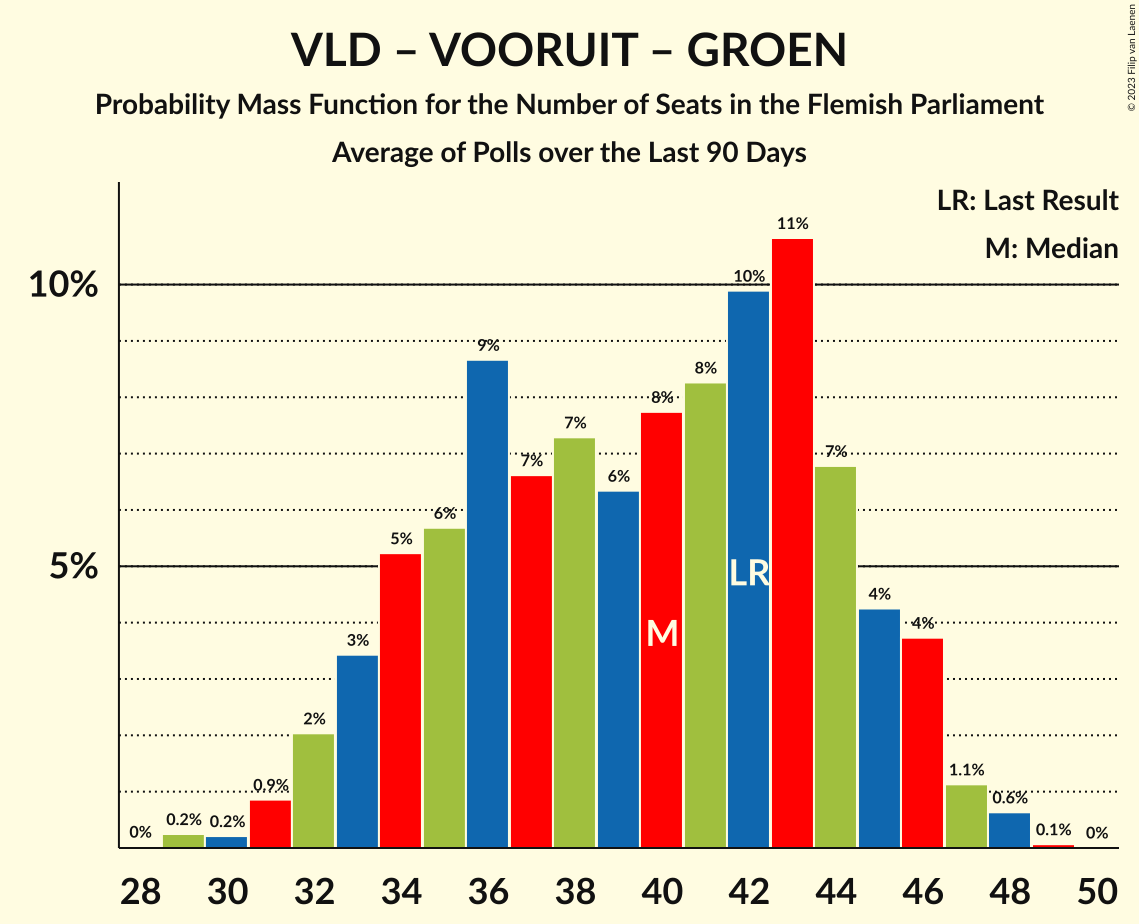 VLD – VOORUIT – GROEN
Probability Mass Function for the Number of Seats in the Flemish Parliament
Average of Polls over the Last 90 Days
© 2023 Filip van Laenen
LR: Last Result
M: Median
10%
5%
0%
0.2%
0.2%
0.9%
2%
3%
5%
6%
9%
7%
7%
6%
8%
8%
10%
11%
7%
4%
4%
1.1%
0.6%
0.1%
0%
M
LR
28 30 32 34 36 38 40 42 44 46 48 50